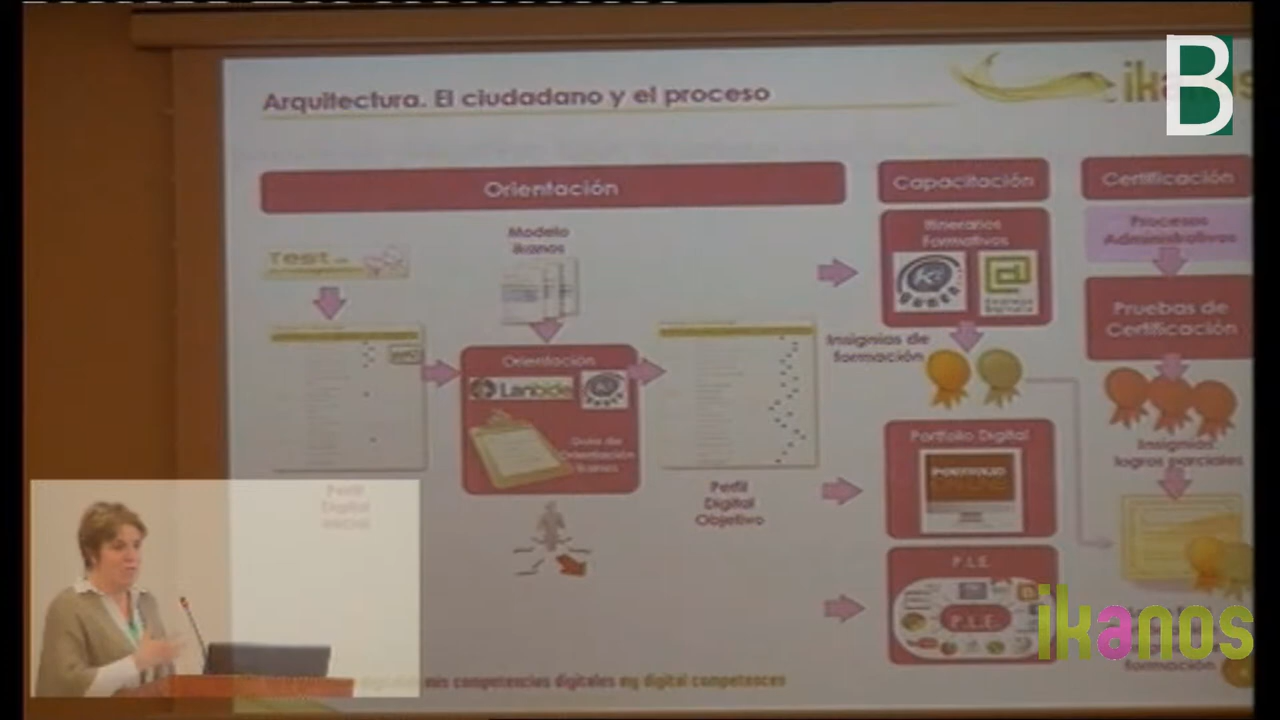 Arquitectura. El ciudadano y el proceso
B
Orientación
Capacitación
Certificación
Test
Modelo
ikanos
Itinerarios
Formativos
Procesos
Administrativos
Pruebas de
Certificación
Orientación
Lanbide
Guía de
Orientación
Ikanos
Insignias de
formación
Portfolio Digital
PORTFOLIO
Insignias
logros parciales
Perfil
Digital
Inicial
Perfil
Digital
Objetivo
P.L.E.
P.L.E.
ikanos
formación
mis competencias digitales my digital competences